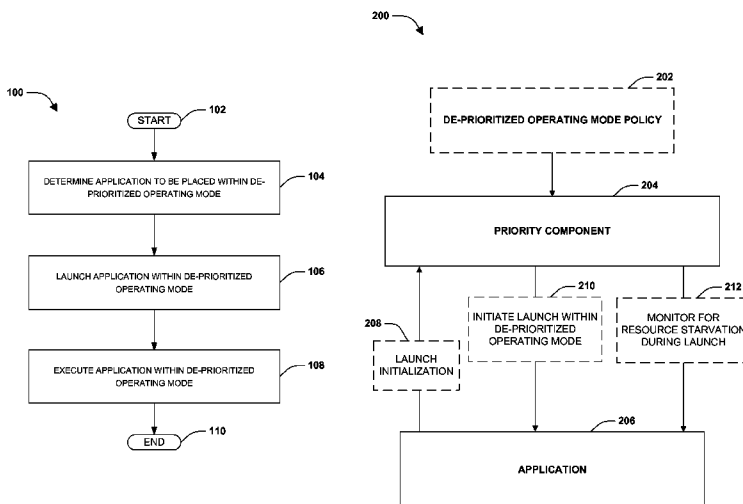 100
START
102
DETERMINE APPLICATION TO BE PLACED WITHIN DE-
PRIORITIZED OPERATING MODE
104
LAUNCH APPLICATION WITHIN DE-PRIORITIZED
OPERATING MODE
106
EXECUTE APPLICATION WITHIN DE-PRIORITIZED
OPERATING MODE
108
END
110
200
202
DE-PRIORITIZED OPERATING MODE POLICY
204
PRIORITY COMPONENT
208
LAUNCH
INITIALIZATION
210
INITIATE LAUNCH WITHIN
DE-PRIORITIZED
OPERATING MODE
212
MONITOR FOR
RESOURCE STARVATION
DURING LAUNCH
206
APPLICATION